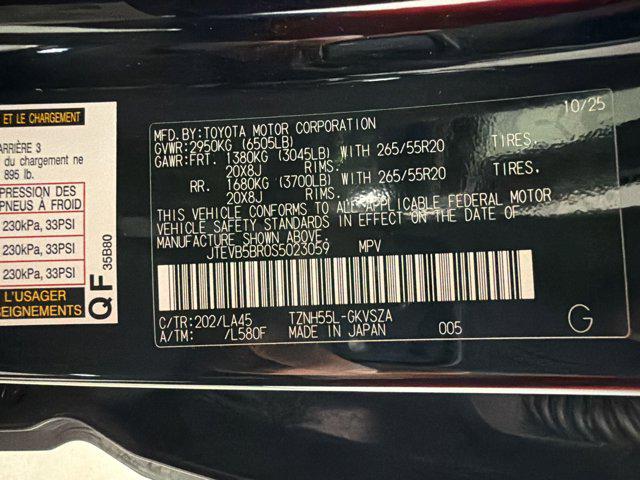 ET LE CHARGEMENT
ARRIÈRE 3
du chargement ne
895 lb.
PRESSION DES
PNEUS À FROID
230kPa, 33PSI
230kPa, 33PSI
230kPa, 33PSI
L'USAGER
QF 35B80
10/25
MFD.BY:TOYOTA MOTOR CORPORATION
GVWR:2950KG (6505LB)
GAWR:FRT. 1380KG (3045LB) WITH 265/55R20 TIRES,
20X8J RIMS.
RR. 1680KG (3700LB) WITH 265/55R20 TIRES,
20X8J RIMS.
THIS VEHICLE CONFORMS TO ALL APPLICABLE FEDERAL MOTOR
VEHICLE SAFETY STANDARDS IN EFFECT ON THE DATE OF
MANUFACTURE SHOWN ABOVE.
JTEVB5BR0S5023059 MPV
C/TR:202/LA45 TZNH55L-GKVSZA
A/TM: /L580F MADE IN JAPAN 005 G